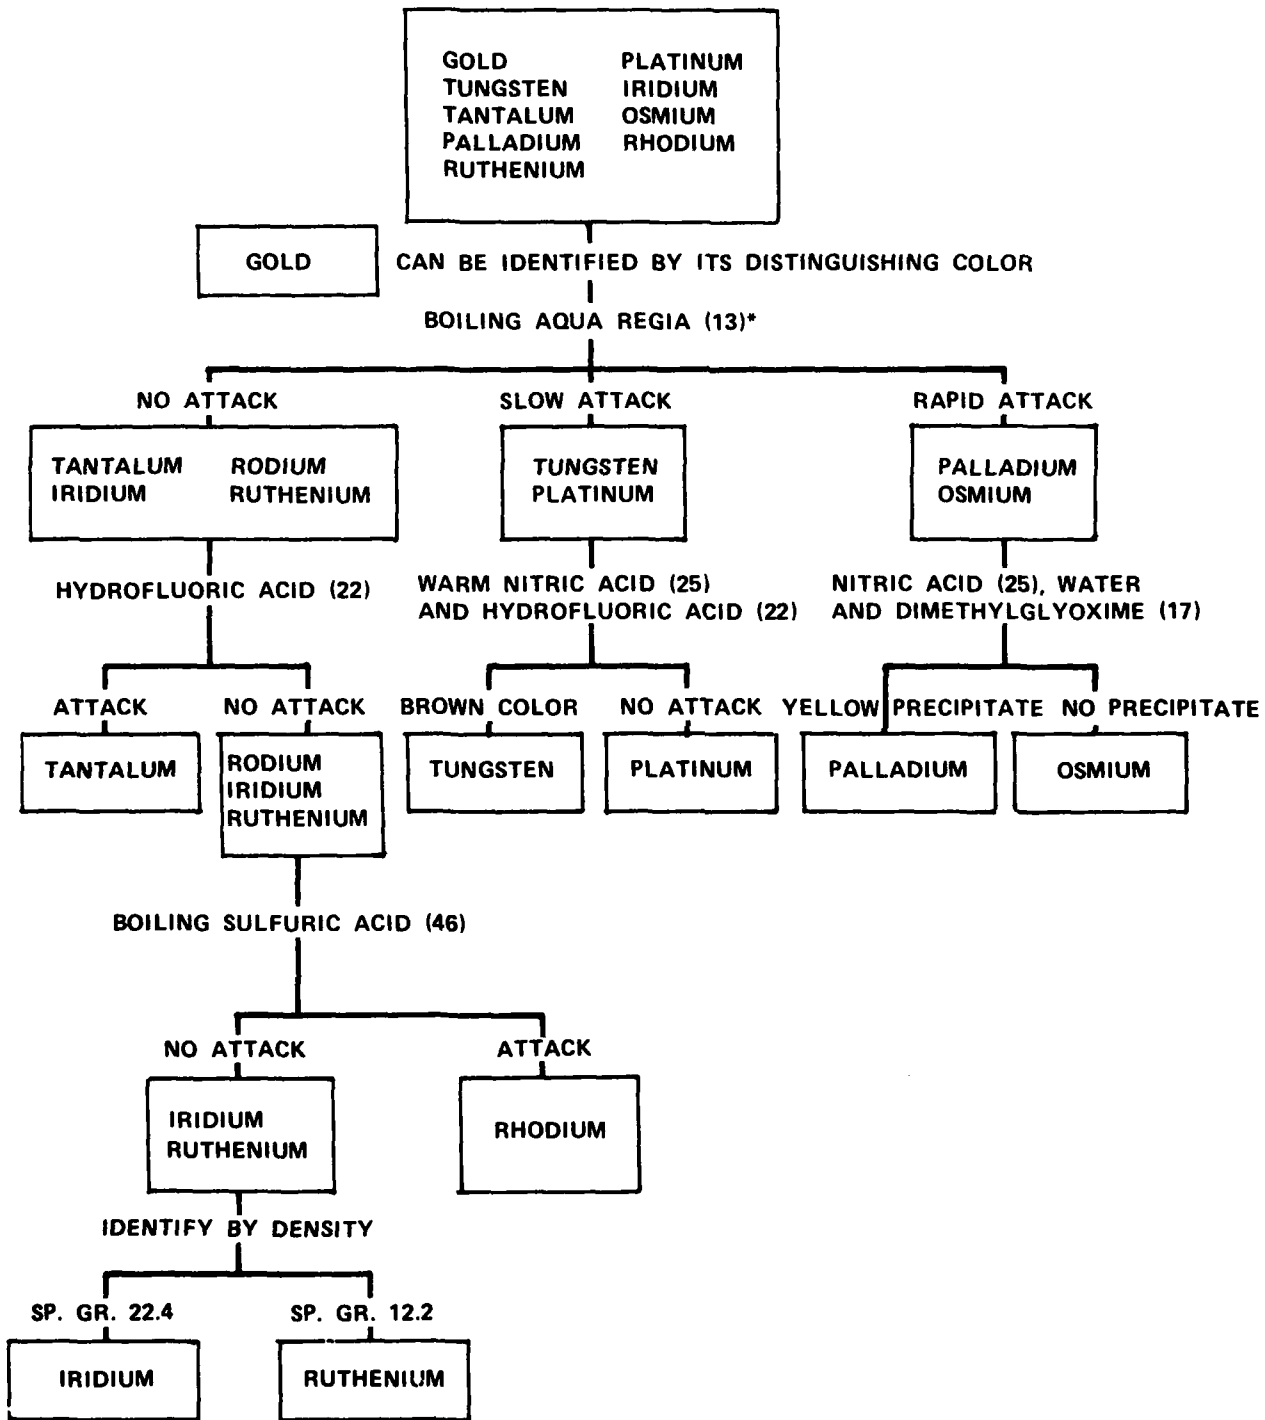 GOLD PLATINUM
TUNGSTEN IRIDIUM
TANTALUM OSMIUM
PALLADIUM RHODIUM
RUTHENIUM
GOLD CAN BE IDENTIFIED BY ITS DISTINGUISHING COLOR
BOILING AQUA REGIA (13)*
NO ATTACK SLOW ATTACK RAPID ATTACK
TANTALUM RODIUM
IRIDIUM RUTHENIUM
TUNGSTEN
PLATINUM
PALLADIUM
OSMIUM
HYDROFLUORIC ACID (22)
WARM NITRIC ACID (25)
AND HYDROFLUORIC ACID (22)
NITRIC ACID (25), WATER
AND DIMETHYLGLYOXIME (17)
ATTACK NO ATTACK BROWN COLOR NO ATTACK YELLOW PRECIPITATE NO PRECIPITATE
TANTALUM
RODIUM
IRIDIUM
RUTHENIUM
TUNGSTEN
PLATINUM
PALLADIUM
OSMIUM
BOILING SULFURIC ACID (46)
NO ATTACK ATTACK
IRIDIUM
RUTHENIUM
RHODIUM
IDENTIFY BY DENSITY
SP. GR. 22.4 SP. GR. 12.2
IRIDIUM RUTHENIUM